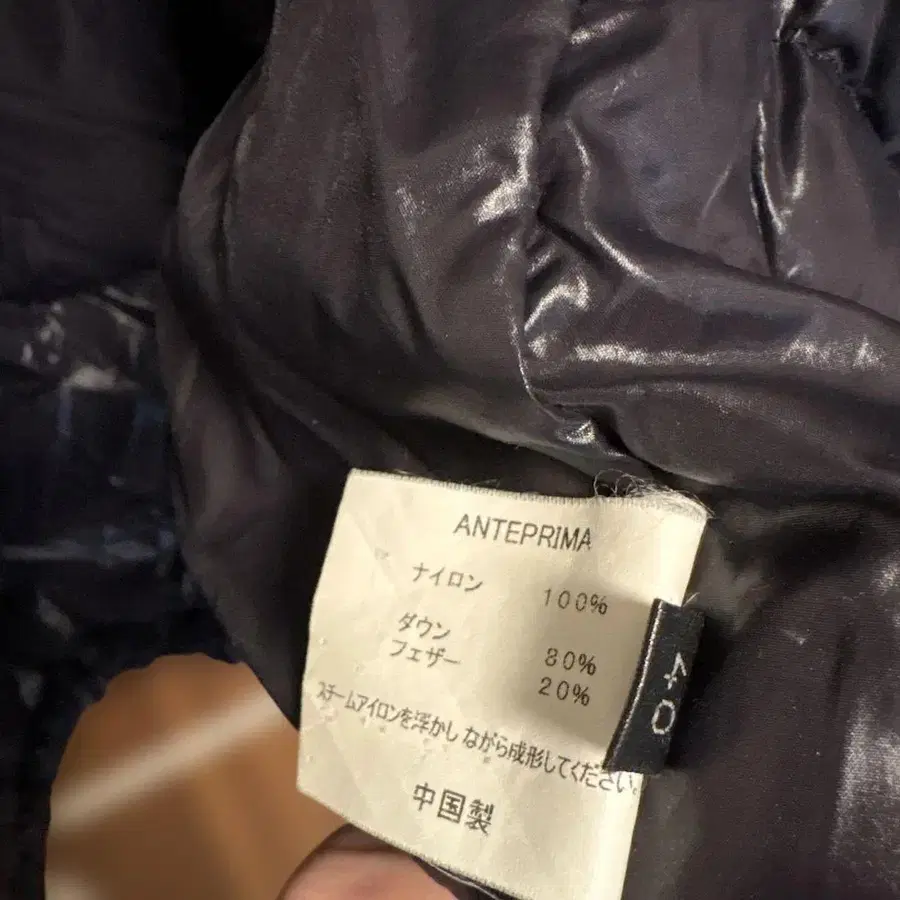 ANTEPRIMA
ナイロン 100%
ダウン 80%
フェザー 20%
スチームアイロンを浮かし ながら成形してください。
中国製
40